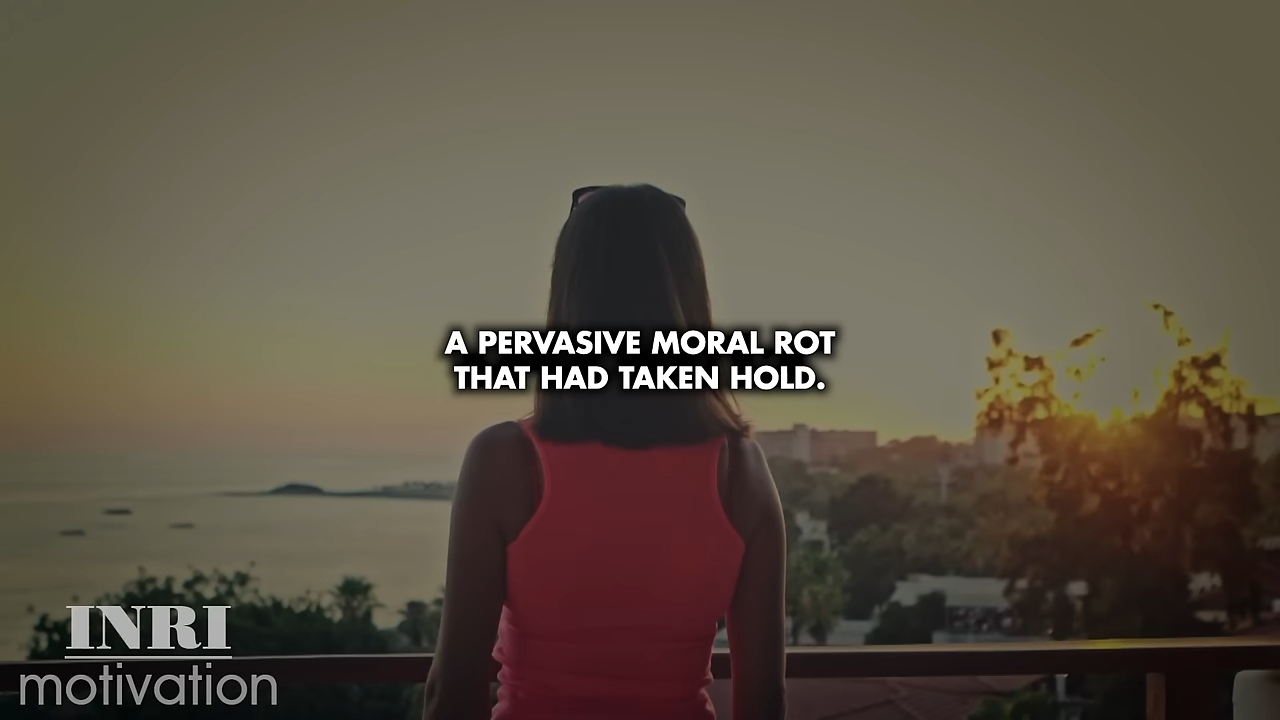 A PERVASIVE MORAL ROT
THAT HAD TAKEN HOLD.
INRI
motivation